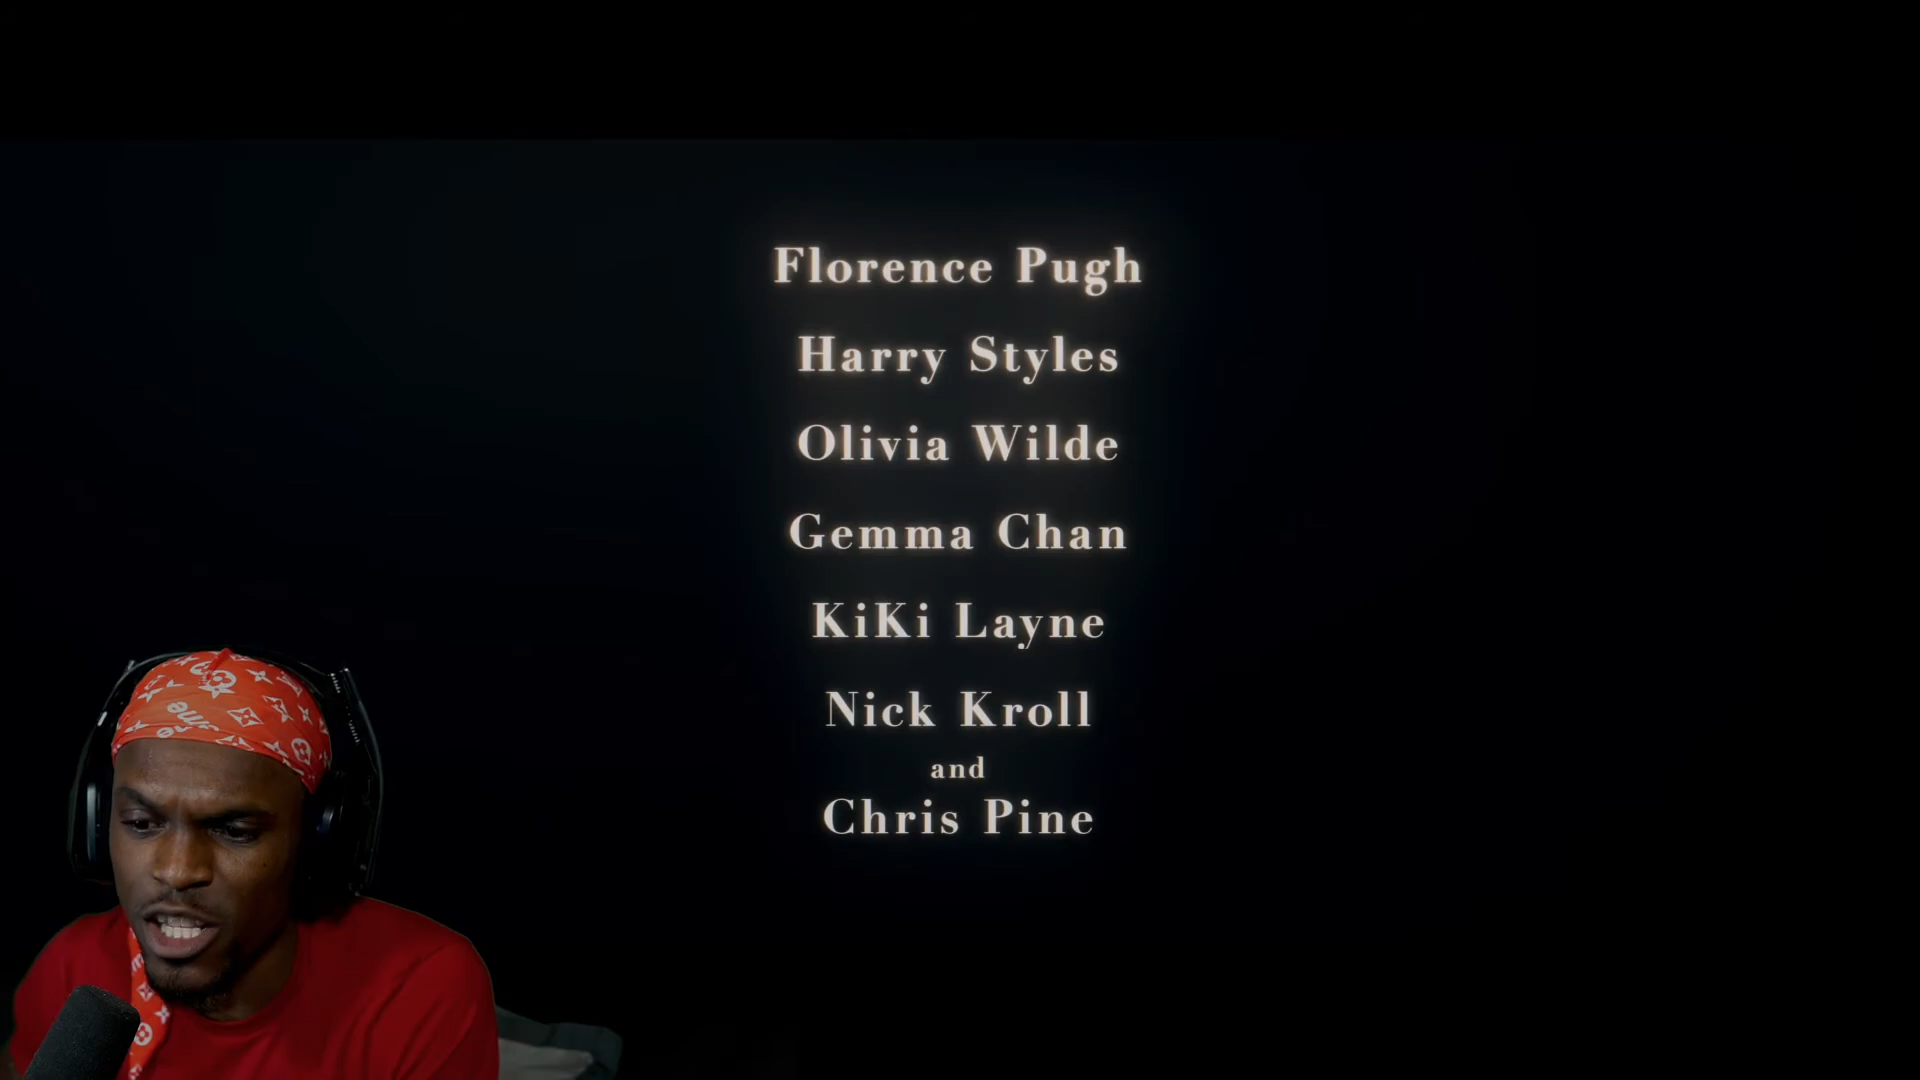 Florence Pugh
Harry Styles
Olivia Wilde
Gemma Chan
KiKi Layne
Nick Kroll
and
Chris Pine